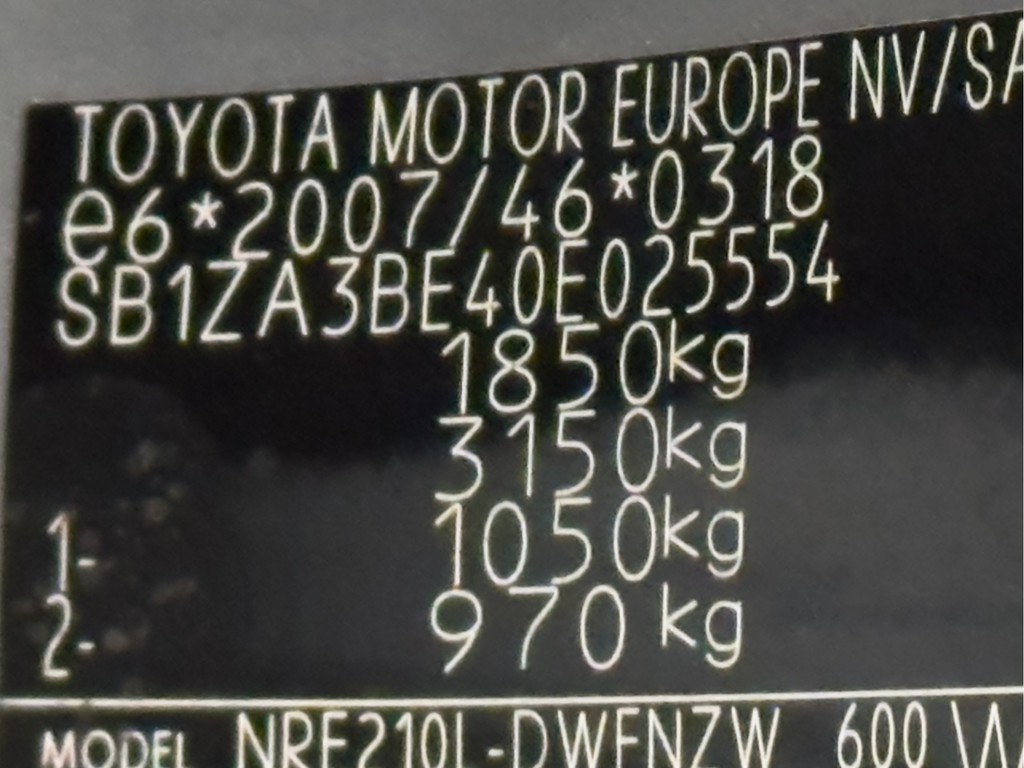 TOYOTA MOTOR EUROPE NV/SA
e6*2007/46*0318
SB1ZA3BE40E025554
1850kg
3150kg
1- 1050kg
2- 970 kg
MODEL NRE210L-DWFNZW 600